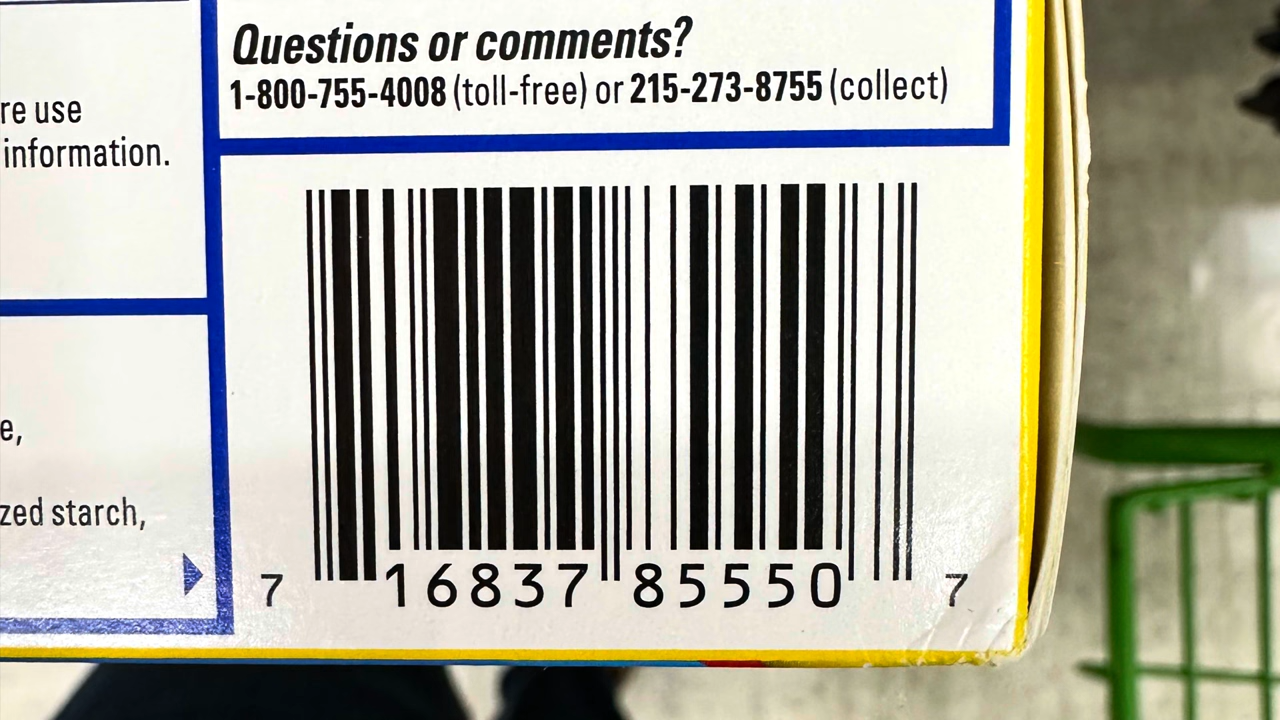 Questions or comments?
1-800-755-4008 (toll-free) or 215-273-8755 (collect)
re use
information.
e,
zed starch,
7 16837 85550 7